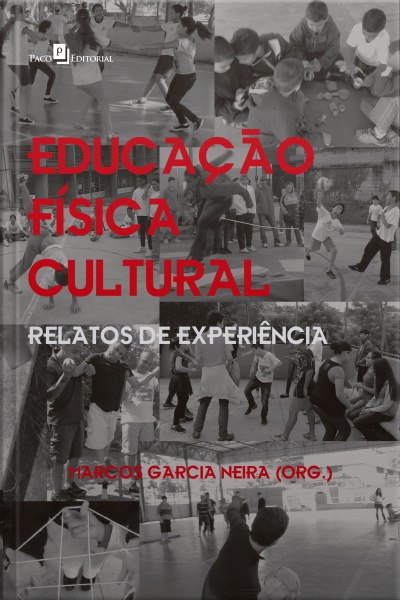 Paco Editorial
Educação
Física
Cultural
Relatos de Experiência
Marcos Garcia Neira (Org.)